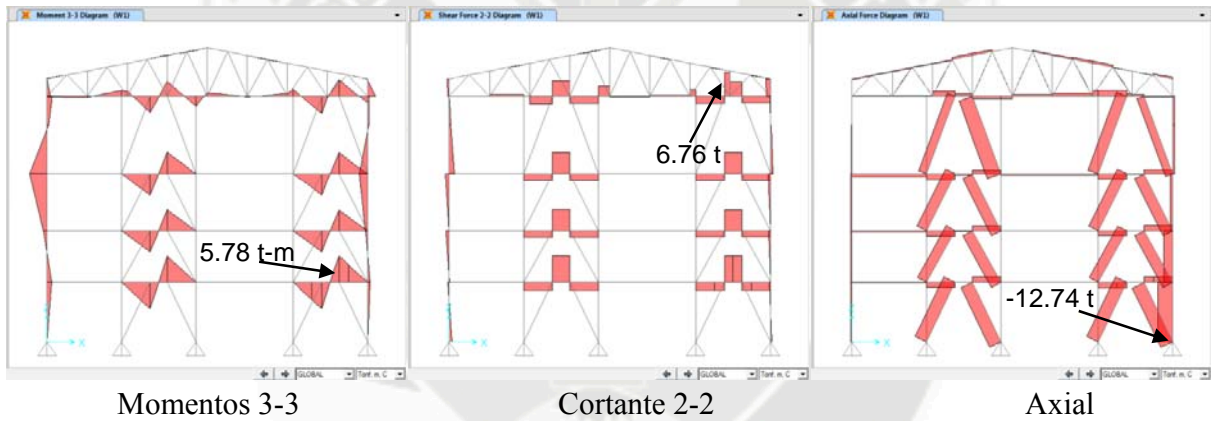 Moment 3-3 Diagram (W1)
Shear Force 2-2 Diagram (W1)
Axial Force Diagram (W1)
5.78 t-m
6.76 t
-12.74 t
X
X
X
GLOBAL
Tonf, m, C
GLOBAL
Tonf, m, C
GLOBAL
Tonf, m, C
Momentos 3-3
Cortante 2-2
Axial